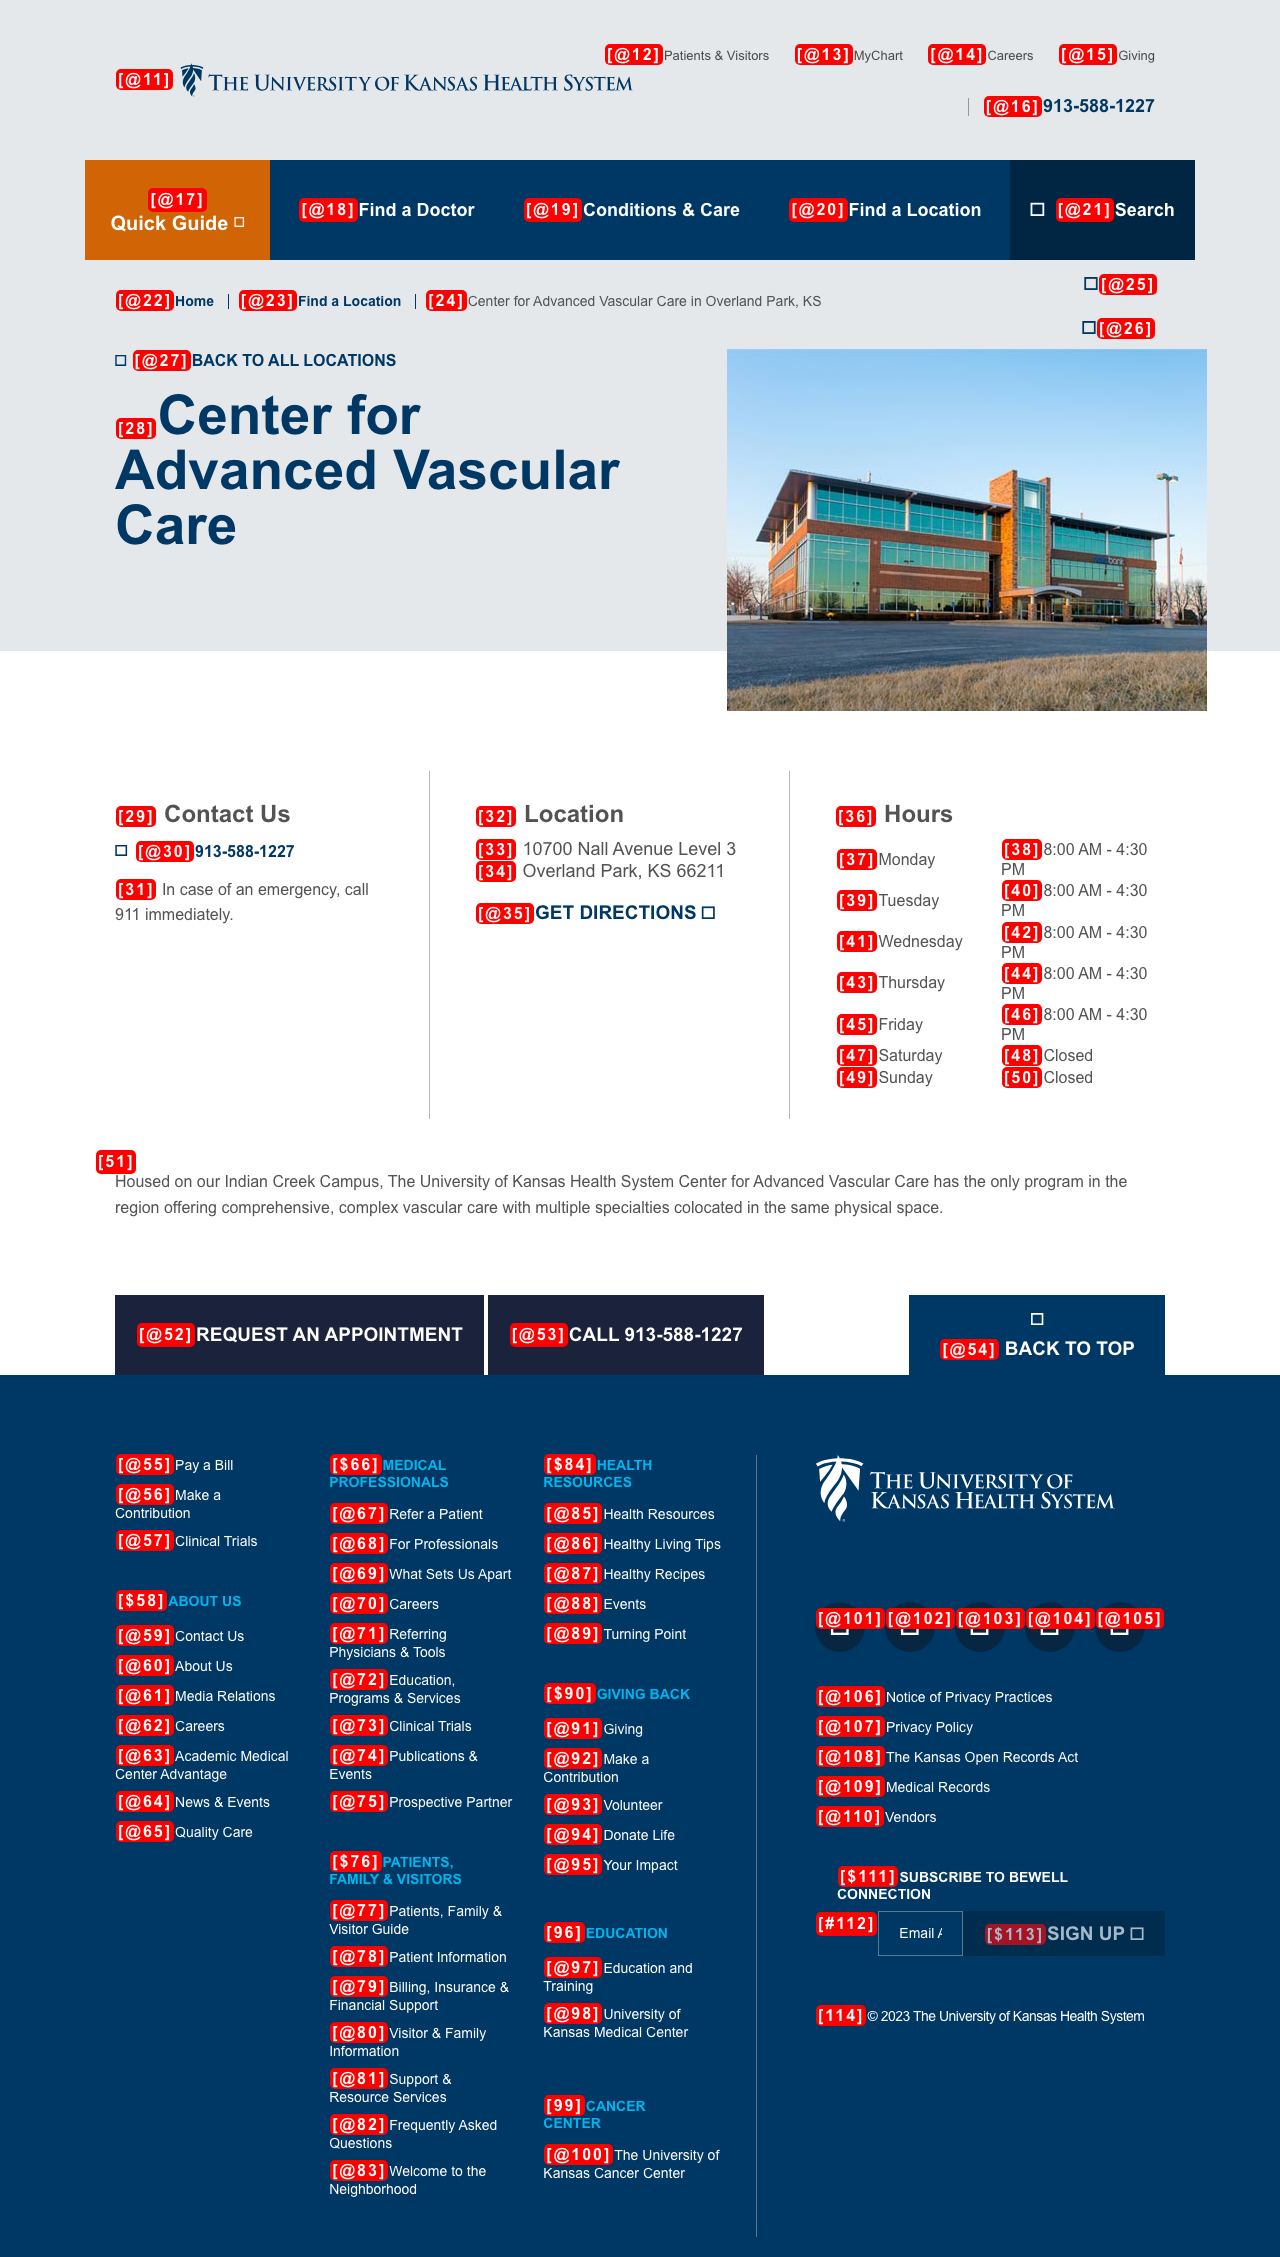 [@12] Patients & Visitors [@13] MyChart [@14] Careers [@15] Giving
[@11] THE UNIVERSITY OF KANSAS HEALTH SYSTEM
[@16] 913-588-1227
[@17]
Quick Guide
[@18] Find a Doctor [@19] Conditions & Care [@20] Find a Location [@21] Search
[@22] Home [@23] Find a Location [24] Center for Advanced Vascular Care in Overland Park, KS
[@25]
[@26]
[@27] BACK TO ALL LOCATIONS
[28] Center for
Advanced Vascular
Care
[29] Contact Us
[@30] 913-588-1227
[31] In case of an emergency, call
911 immediately.
[32] Location
[33] 10700 Nall Avenue Level 3
[34] Overland Park, KS 66211
[@35] GET DIRECTIONS
[36] Hours
[37] Monday [38] 8:00 AM - 4:30
PM
[39] Tuesday [40] 8:00 AM - 4:30
PM
[41] Wednesday [42] 8:00 AM - 4:30
PM
[43] Thursday [44] 8:00 AM - 4:30
PM
[45] Friday [46] 8:00 AM - 4:30
PM
[47] Saturday [48] Closed
[49] Sunday [50] Closed
[51]
Housed on our Indian Creek Campus, The University of Kansas Health System Center for Advanced Vascular Care has the only program in the
region offering comprehensive, complex vascular care with multiple specialties colocated in the same physical space.
[@52] REQUEST AN APPOINTMENT [@53] CALL 913-588-1227
[@54] BACK TO TOP
[@55] Pay a Bill
[@56] Make a
Contribution
[@57] Clinical Trials
[$58] ABOUT US
[@59] Contact Us
[@60] About Us
[@61] Media Relations
[@62] Careers
[@63] Academic Medical
Center Advantage
[@64] News & Events
[@65] Quality Care
[$66] MEDICAL
PROFESSIONALS
[@67] Refer a Patient
[@68] For Professionals
[@69] What Sets Us Apart
[@70] Careers
[@71] Referring
Physicians & Tools
[@72] Education,
Programs & Services
[@73] Clinical Trials
[@74] Publications &
Events
[@75] Prospective Partner
[$76] PATIENTS,
FAMILY & VISITORS
[@77] Patients, Family &
Visitor Guide
[@78] Patient Information
[@79] Billing, Insurance &
Financial Support
[@80] Visitor & Family
Information
[@81] Support &
Resource Services
[@82] Frequently Asked
Questions
[@83] Welcome to the
Neighborhood
[$84] HEALTH
RESOURCES
[@85] Health Resources
[@86] Healthy Living Tips
[@87] Healthy Recipes
[@88] Events
[@89] Turning Point
[$90] GIVING BACK
[@91] Giving
[@92] Make a
Contribution
[@93] Volunteer
[@94] Donate Life
[@95] Your Impact
[96] EDUCATION
[@97] Education and
Training
[@98] University of
Kansas Medical Center
[99] CANCER
CENTER
[@100] The University of
Kansas Cancer Center
THE UNIVERSITY OF
KANSAS HEALTH SYSTEM
[@101] [@102] [@103] [@104] [@105]
[@106] Notice of Privacy Practices
[@107] Privacy Policy
[@108] The Kansas Open Records Act
[@109] Medical Records
[@110] Vendors
[$111] SUBSCRIBE TO BEWELL
CONNECTION
[#112] Email [$113] SIGN UP
[114] © 2023 The University of Kansas Health System